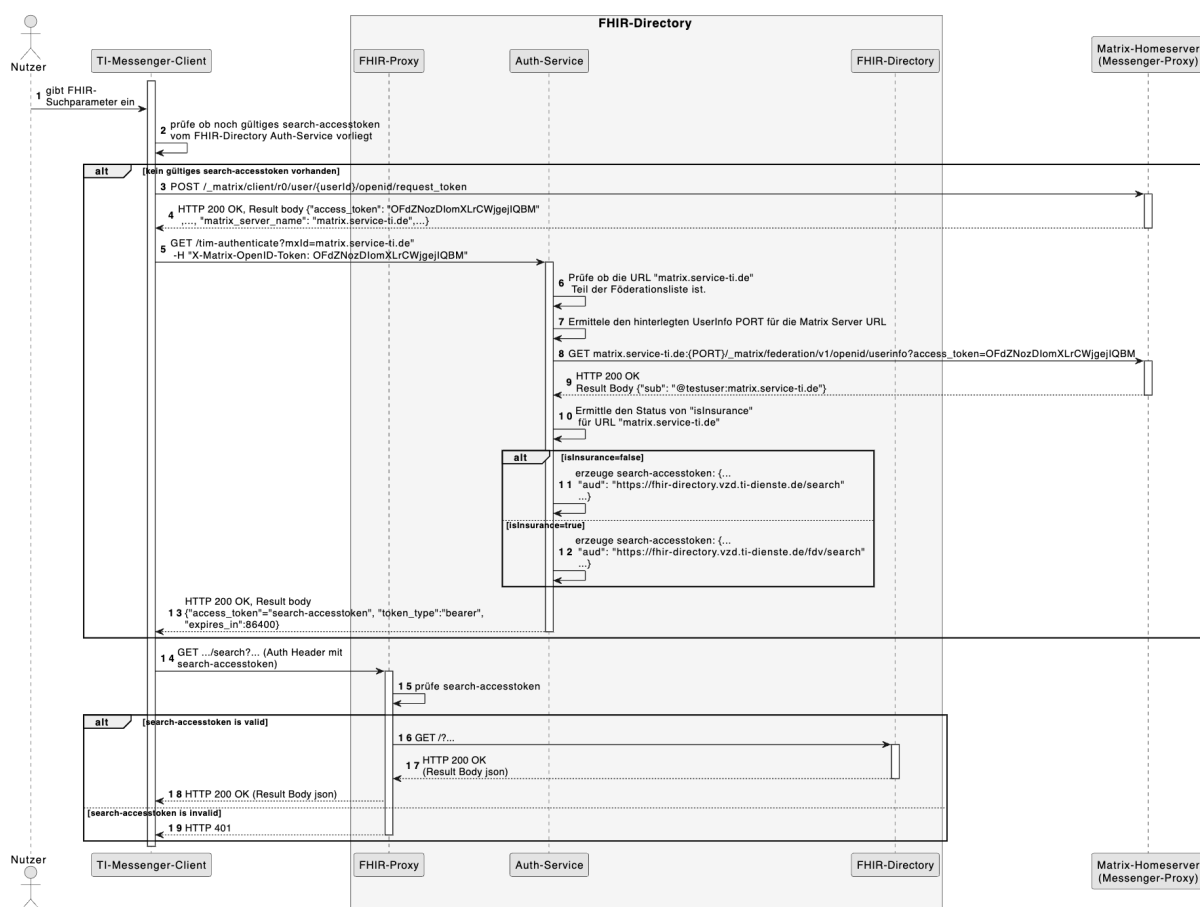 FHIR-Directory
Nutzer
TI-Messenger-Client
FHIR-Proxy
Auth-Service
FHIR-Directory
Matrix-Homeserver
(Messenger-Proxy)
1 gibt FHIR-
Suchparameter ein
2 prüfe ob noch gültiges search-accesstoken
vom FHIR-Directory Auth-Service vorliegt
alt [kein gültiges search-accesstoken vorhanden]
3 POST /_matrix/client/r0/user/{userId}/openid/request_token
4 HTTP 200 OK, Result body {"access_token": "OFdZNozDIomXLrCWjgejIQBM"
,..., "matrix_server_name": "matrix.service-ti.de",...}
5 GET /tim-authenticate?mxId=matrix.service-ti.de"
-H "X-Matrix-OpenID-Token: OFdZNozDIomXLrCWjgejIQBM"
6 Prüfe ob die URL "matrix.service-ti.de"
Teil der Föderationsliste ist.
7 Ermittele den hinterlegten UserInfo PORT für die Matrix Server URL
8 GET matrix.service-ti.de:{PORT}/_matrix/federation/v1/openid/userinfo?access_token=OFdZNozDIomXLrCWjgejIQBM
9 HTTP 200 OK
Result Body {"sub": "@testuser:matrix.service-ti.de"}
10 Ermittle den Status von "isInsurance"
für URL "matrix.service-ti.de"
alt [isInsurance=false]
erzeuge search-accesstoken: {...
11 "aud": "https://fhir-directory.vzd.ti-dienste.de/search"
...}
[isInsurance=true]
erzeuge search-accesstoken: {...
12 "aud": "https://fhir-directory.vzd.ti-dienste.de/fdv/search"
...}
HTTP 200 OK, Result body
13 {"access_token"="search-accesstoken", "token_type":"bearer",
"expires_in":86400}
14 GET .../search?... (Auth Header mit
search-accesstoken)
15 prüfe search-accesstoken
alt [search-accesstoken is valid]
16 GET /?...
17 HTTP 200 OK
(Result Body json)
18 HTTP 200 OK (Result Body json)
[search-accesstoken is invalid]
19 HTTP 401
Nutzer
TI-Messenger-Client
FHIR-Proxy
Auth-Service
FHIR-Directory
Matrix-Homeserver
(Messenger-Proxy)